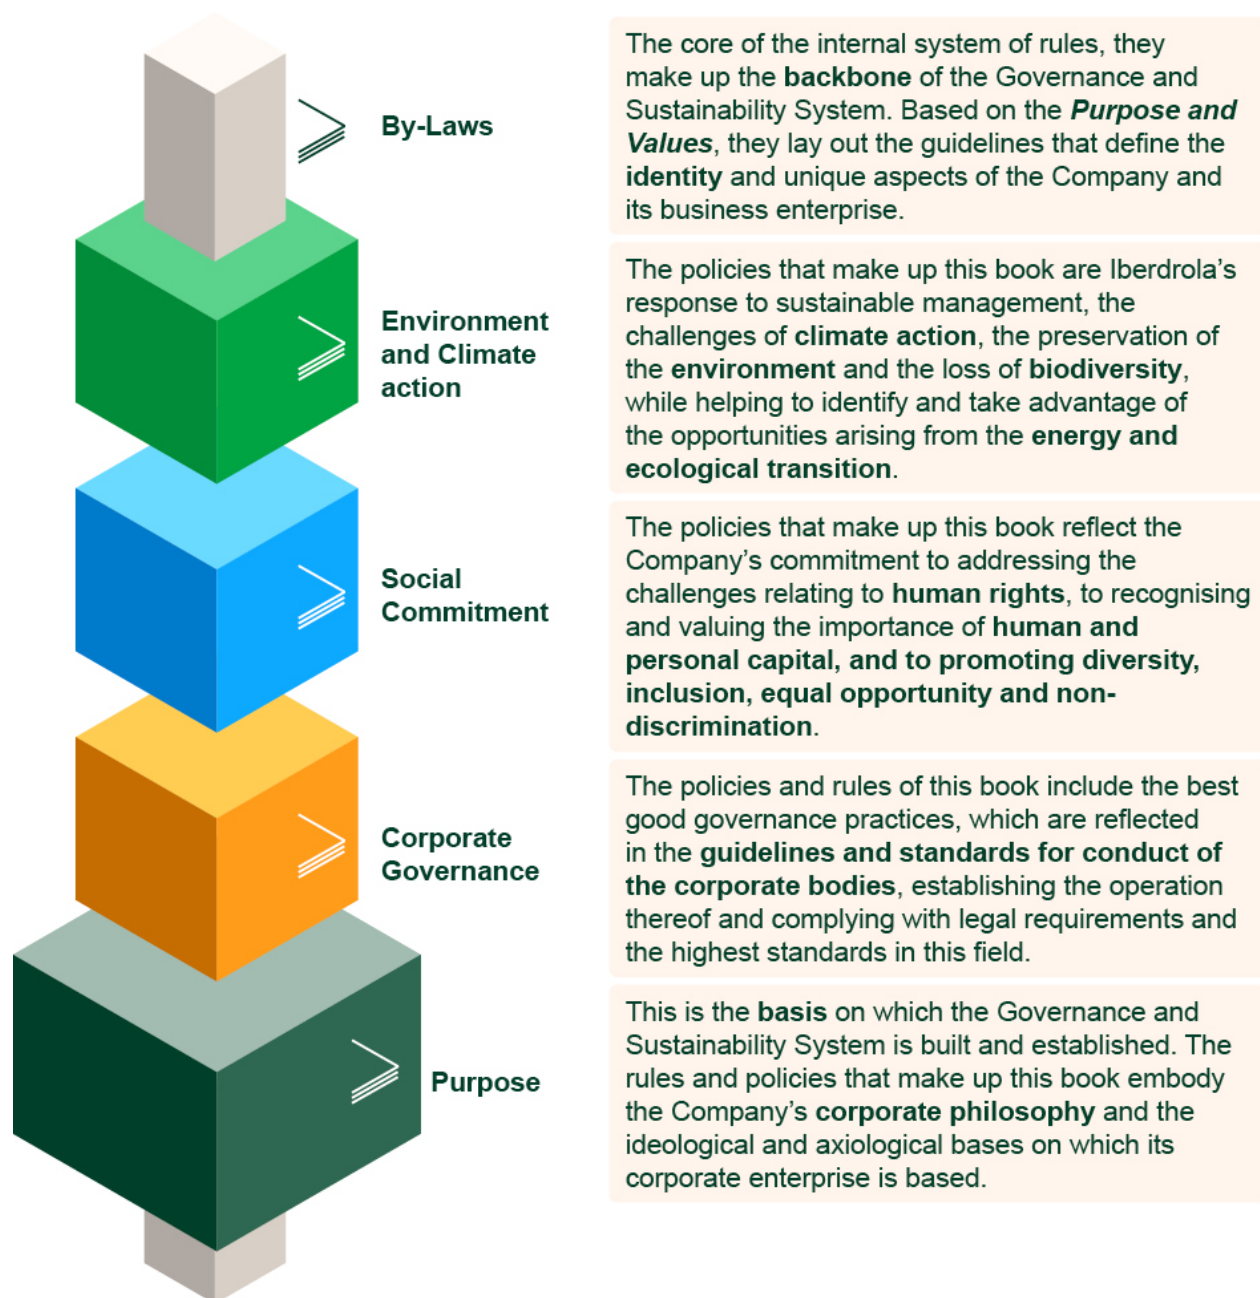 By-Laws
The core of the internal system of rules, they
make up the backbone of the Governance and
Sustainability System. Based on the Purpose and
Values, they lay out the guidelines that define the
identity and unique aspects of the Company and
its business enterprise.
Environment
and Climate
action
The policies that make up this book are Iberdrola’s
response to sustainable management, the
challenges of climate action, the preservation of
the environment and the loss of biodiversity,
while helping to identify and take advantage of
the opportunities arising from the energy and
ecological transition.
Social
Commitment
The policies that make up this book reflect the
Company’s commitment to addressing the
challenges relating to human rights, to recognising
and valuing the importance of human and
personal capital, and to promoting diversity,
inclusion, equal opportunity and non-
discrimination.
Corporate
Governance
The policies and rules of this book include the best
good governance practices, which are reflected
in the guidelines and standards for conduct of
the corporate bodies, establishing the operation
thereof and complying with legal requirements and
the highest standards in this field.
Purpose
This is the basis on which the Governance and
Sustainability System is built and established. The
rules and policies that make up this book embody
the Company’s corporate philosophy and the
ideological and axiological bases on which its
corporate enterprise is based.